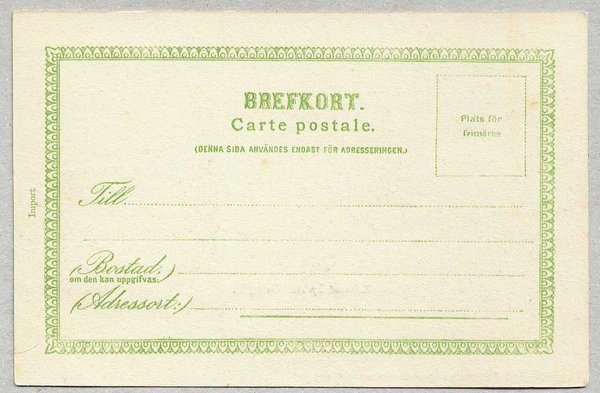 BREFKORT.
Carte postale.
(DENNA SIDA ANVÄNDES ENDAST FÖR ADRESSERINGEN.)
Plats för
frimärke
Import
Till
(Bostad,)
om den kan uppgifvas.
(Adressort:)